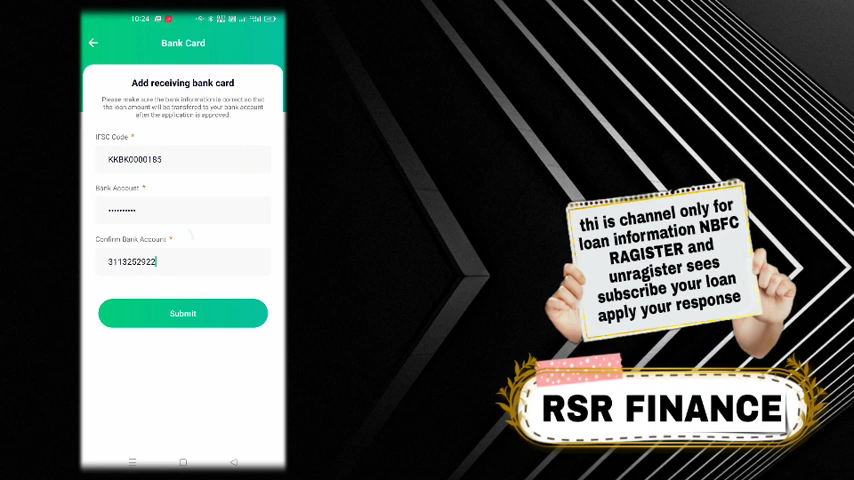 10:24
Bank Card
Add receiving bank card
Please make sure the bank information is correct so that
the loan amount will be transfered to your bank account
after the application is approved.
IFSC Code *
KKBK0000185
Bank Account *
••••••••••
Confirm Bank Account *
3113252922
Submit
thi is channel only for
loan information NBFC
RAGISTER and
unragister sees
subscribe your loan
apply your response
RSR FINANCE